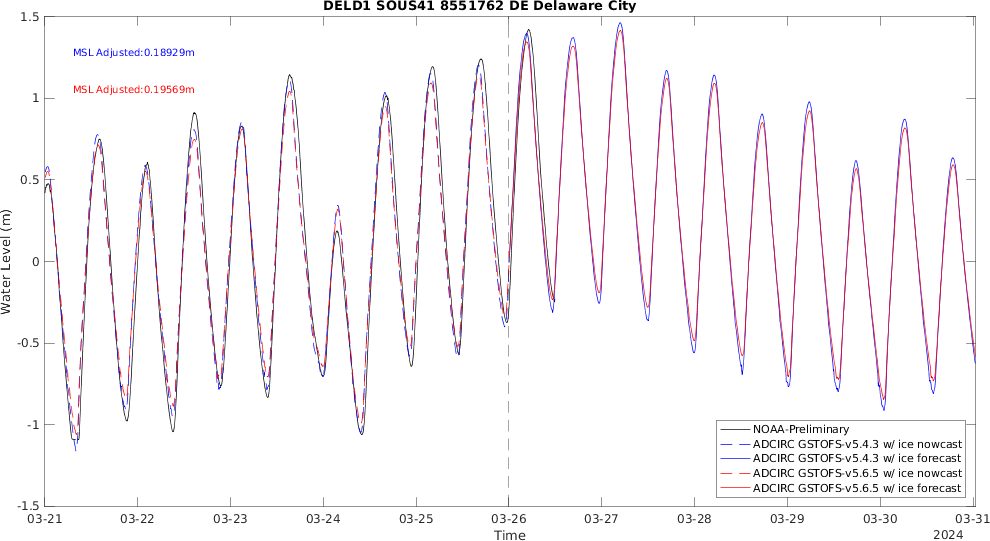 DELD1 SOUS41 8551762 DE Delaware City
1.5
MSL Adjusted:0.18929m
MSL Adjusted:0.19569m
1
0.5
0
-0.5
-1
-1.5
Water Level (m)
NOAA-Preliminary
ADCIRC GSTOFS-v5.4.3 w/ ice nowcast
ADCIRC GSTOFS-v5.4.3 w/ ice forecast
ADCIRC GSTOFS-v5.6.5 w/ ice nowcast
ADCIRC GSTOFS-v5.6.5 w/ ice forecast
03-21 03-22 03-23 03-24 03-25 03-26 03-27 03-28 03-29 03-30 03-31
Time
2024